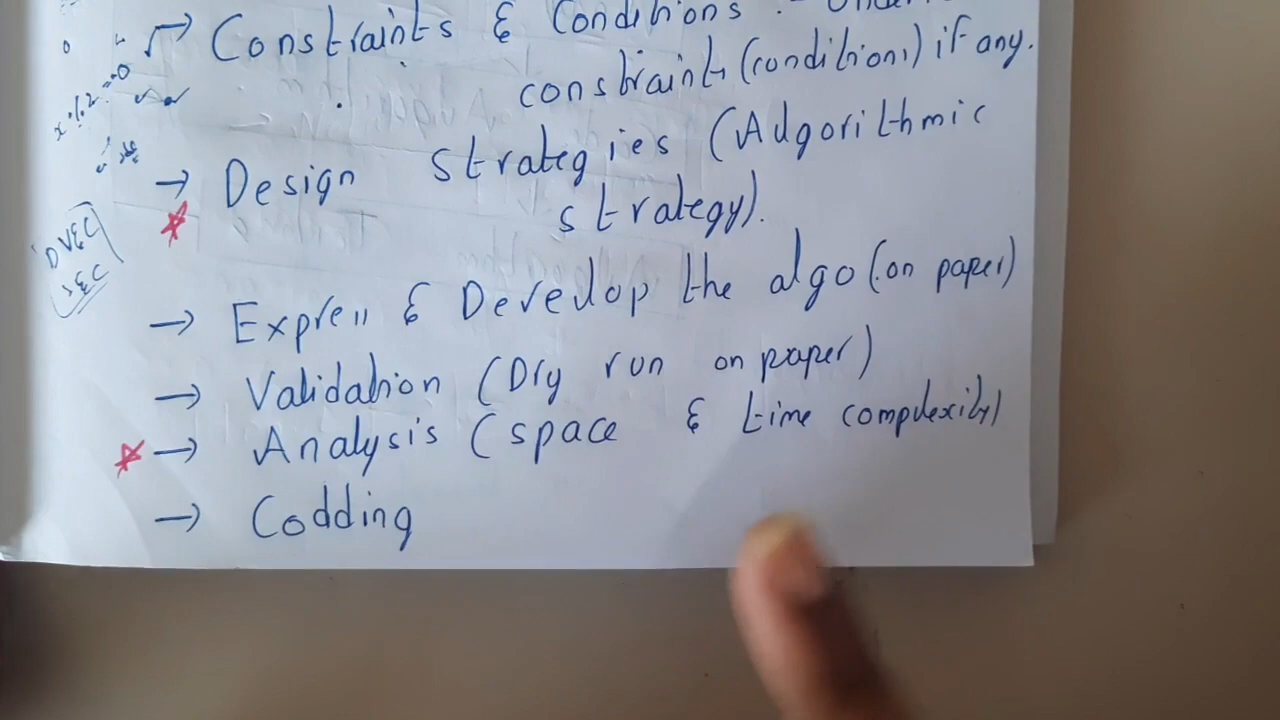 → Constraints & Conditions :-
constraints (conditions) if any.
→ Design strategies (Algorithmic
strategy).
→ Express & Develop the algo (on paper)
→ Validation (Dry run on paper)
→ Analysis (space & time complexity)
→ Codding